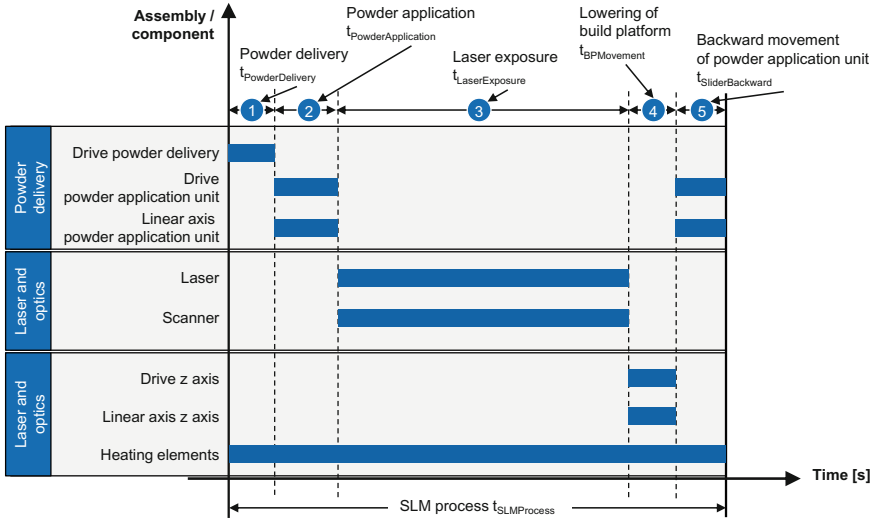 Assembly /
component
Powder delivery
tPowderDelivery
Powder application
tPowderApplication
Laser exposure
tLaserExposure
Lowering of
build platform
tBPMovement
Backward movement
of powder application unit
tSliderBackward
1
2
3
4
5
Powder
delivery
Drive powder delivery
Drive
powder application unit
Linear axis
powder application unit
Laser and
optics
Laser
Scanner
Laser and
optics
Drive z axis
Linear axis z axis
Heating elements
Time [s]
SLM process tSLMProcess